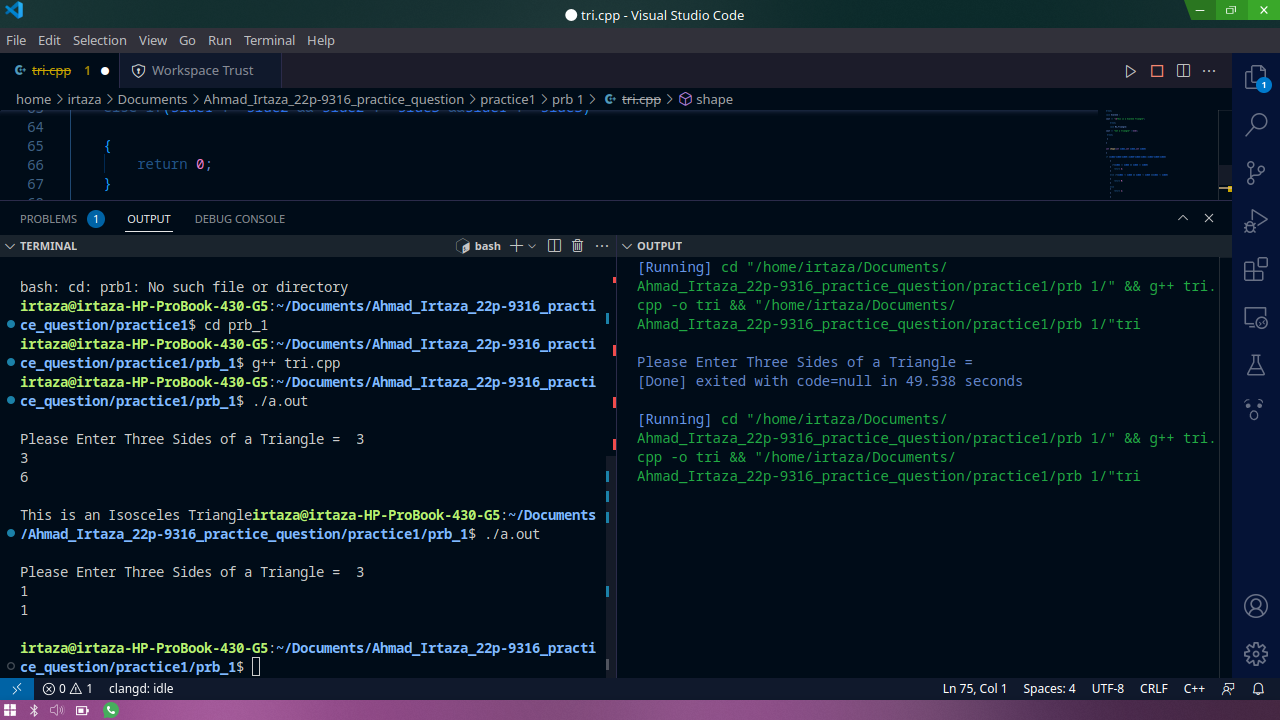 tri.cpp - Visual Studio Code
File Edit Selection View Go Run Terminal Help
tri.cpp 1 Workspace Trust
home > irtaza > Documents > Ahmad_Irtaza_22p-9316_practice_question > practice1 > prb 1 > tri.cpp > shape
64
65 {
66 return 0;
67 }
PROBLEMS 1 OUTPUT DEBUG CONSOLE
TERMINAL
bash
bash: cd: prb1: No such file or directory
irtaza@irtaza-HP-ProBook-430-G5:~/Documents/Ahmad_Irtaza_22p-9316_practi
ce_question/practice1$ cd prb_1
irtaza@irtaza-HP-ProBook-430-G5:~/Documents/Ahmad_Irtaza_22p-9316_practi
ce_question/practice1/prb_1$ g++ tri.cpp
irtaza@irtaza-HP-ProBook-430-G5:~/Documents/Ahmad_Irtaza_22p-9316_practi
ce_question/practice1/prb_1$ ./a.out
Please Enter Three Sides of a Triangle =  3
3
6
This is an Isosceles Triangleirtaza@irtaza-HP-ProBook-430-G5:~/Documents
/Ahmad_Irtaza_22p-9316_practice_question/practice1/prb_1$ ./a.out
Please Enter Three Sides of a Triangle =  3
1
1
irtaza@irtaza-HP-ProBook-430-G5:~/Documents/Ahmad_Irtaza_22p-9316_practi
ce_question/practice1/prb_1$
OUTPUT
[Running] cd "/home/irtaza/Documents/
Ahmad_Irtaza_22p-9316_practice_question/practice1/prb 1/" && g++ tri.
cpp -o tri && "/home/irtaza/Documents/
Ahmad_Irtaza_22p-9316_practice_question/practice1/prb 1/"tri
Please Enter Three Sides of a Triangle =
[Done] exited with code=null in 49.538 seconds
[Running] cd "/home/irtaza/Documents/
Ahmad_Irtaza_22p-9316_practice_question/practice1/prb 1/" && g++ tri.
cpp -o tri && "/home/irtaza/Documents/
Ahmad_Irtaza_22p-9316_practice_question/practice1/prb 1/"tri
1
0 1 clangd: idle Ln 75, Col 1 Spaces: 4 UTF-8 CRLF C++